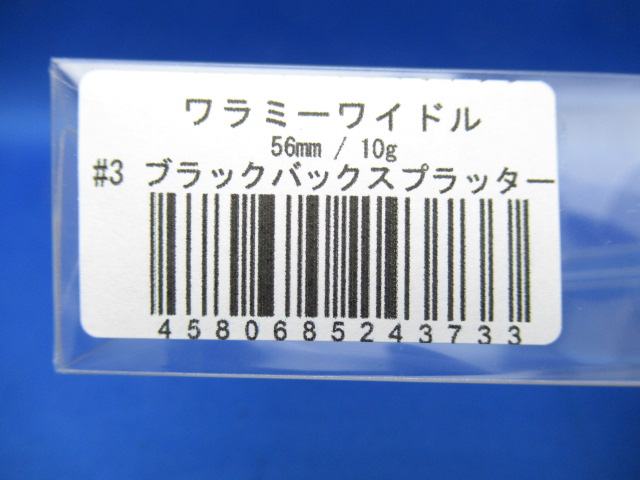 ワラミーワイドル
56mm / 10g
#3 ブラックバックスプラッター
4580685243733